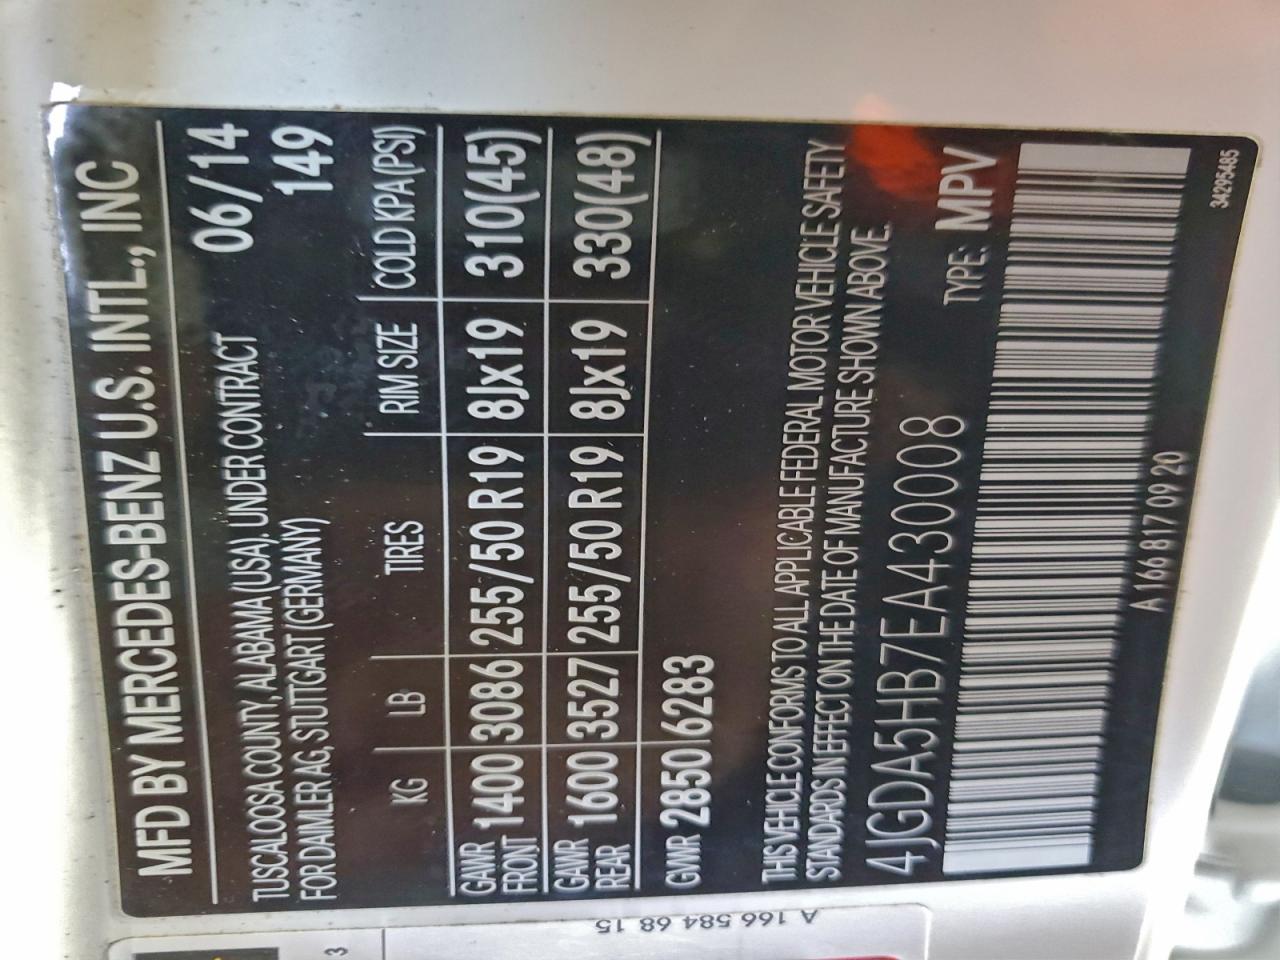 MFD BY MERCEDES-BENZ U.S. INTL., INC
TUSCALOOSA COUNTY, ALABAMA (USA). UNDER CONTRACT 06/14
FOR DAIMLER AG, STUTTGART (GERMANY) 149
KG LB TIRES RIM SIZE COLD KPA (PSI)
GAWR FRONT 1400 3086 255/50 R19 8Jx19 310(45)
GAWR REAR 1600 3527 255/50 R19 8Jx19 330(48)
GWR 2850 6283
THIS VEHICLE CONFORMS TO ALL APPLICABLE FEDERAL MOTOR VEHICLE SAFETY
STANDARDS IN EFFECT ON THE DATE OF MANUFACTURE SHOWN ABOVE.
4JGDA5HB7EA430008 TYPE: MPV
A 166 817 09 20
34295485
A 166 584 68 15
3